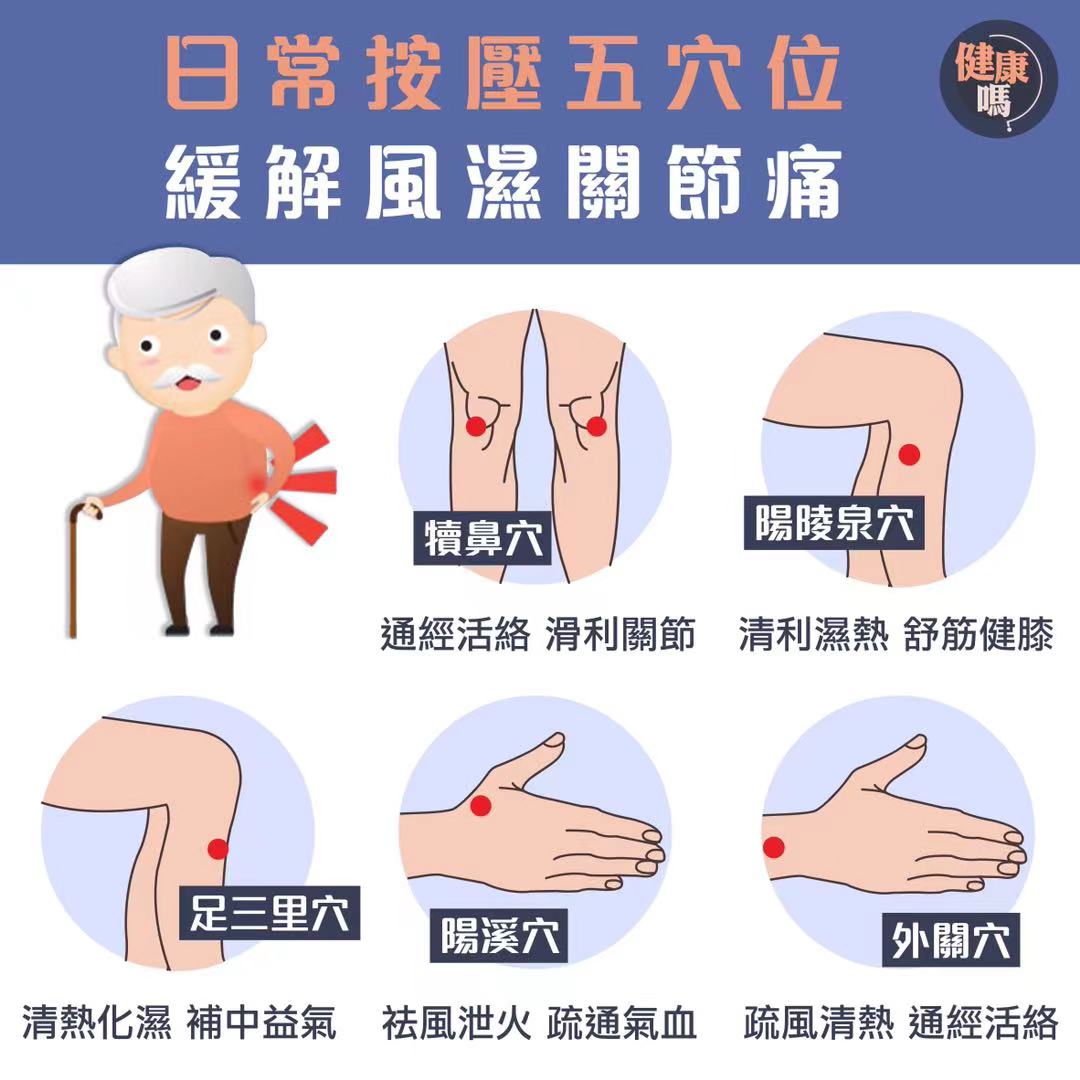 日常按壓五穴位
緩解風濕關節痛
健康
嗎?
犢鼻穴
通經活絡 滑利關節
陽陵泉穴
清利濕熱 舒筋健膝
足三里穴
清熱化濕 補中益氣
陽溪穴
祛風泄火 疏通氣血
外關穴
疏風清熱 通經活絡